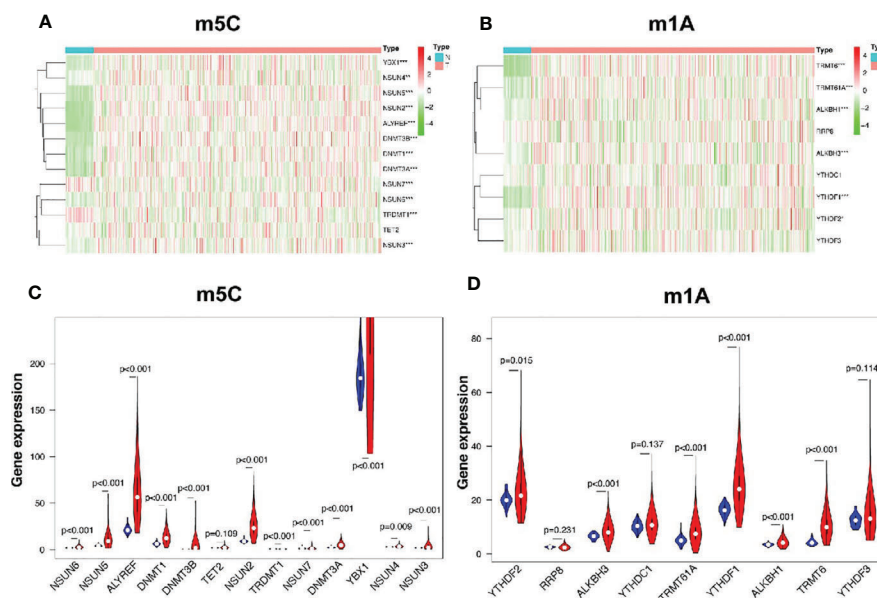 A
m5C
Type
YBX1***
NSUN4**
NSUN5***
NSUN2***
ALYREF***
DNMT3B***
DNMT1***
DNMT3A***
NSUN7***
NSUN6***
TRDMT1***
TET2
NSUN3***
4
2
0
−2
−4
Type
N
T
B
m1A
Type
TRMT6***
TRMT61A***
ALKBH1***
RRP8
ALKBH3***
YTHDC1
YTHDF1***
YTHDF2*
YTHDF3
4
2
0
−2
−4
Type
N
T
C
m5C
Gene expression
200
150
100
50
0
p<0.001
p<0.001
p<0.001
p<0.001
p<0.001
p=0.109
p<0.001
p<0.001
p<0.001
p<0.001
p<0.001
p=0.009
p<0.001
NSUN6
NSUN5
ALYREF
DNMT1
DNMT3B
TET2
NSUN2
TRDMT1
NSUN7
DNMT3A
YBX1
NSUN4
NSUN3
D
m1A
Gene expression
80
60
40
20
0
p=0.015
p=0.231
p<0.001
p=0.137
p<0.001
p<0.001
p<0.001
p<0.001
p=0.114
YTHDF2
RRP8
ALKBH3
YTHDC1
TRMT61A
YTHDF1
ALKBH1
TRMT6
YTHDF3